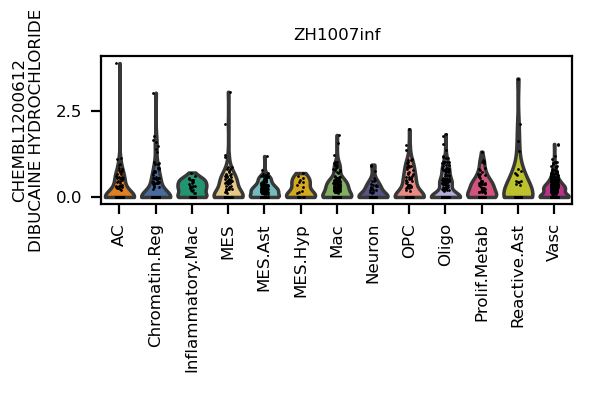 ZH1007inf
CHEMBL1200612
DIBUCAINE HYDROCHLORIDE
2.5
0.0
AC
Chromatin.Reg
Inflammatory.Mac
MES
MES.Ast
MES.Hyp
Mac
Neuron
OPC
Oligo
Prolif.Metab
Reactive.Ast
Vasc